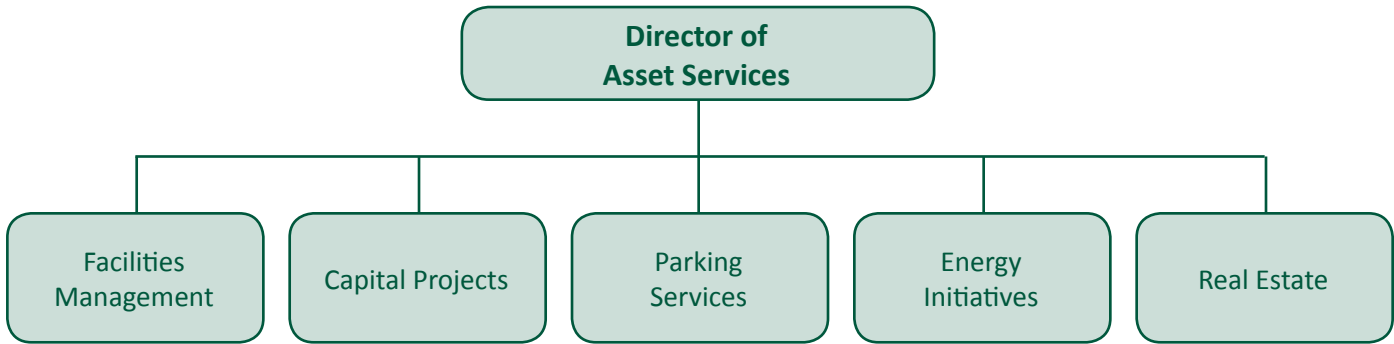 Director of
Asset Services
Facilities
Management
Capital Projects
Parking
Services
Energy
Initiatives
Real Estate